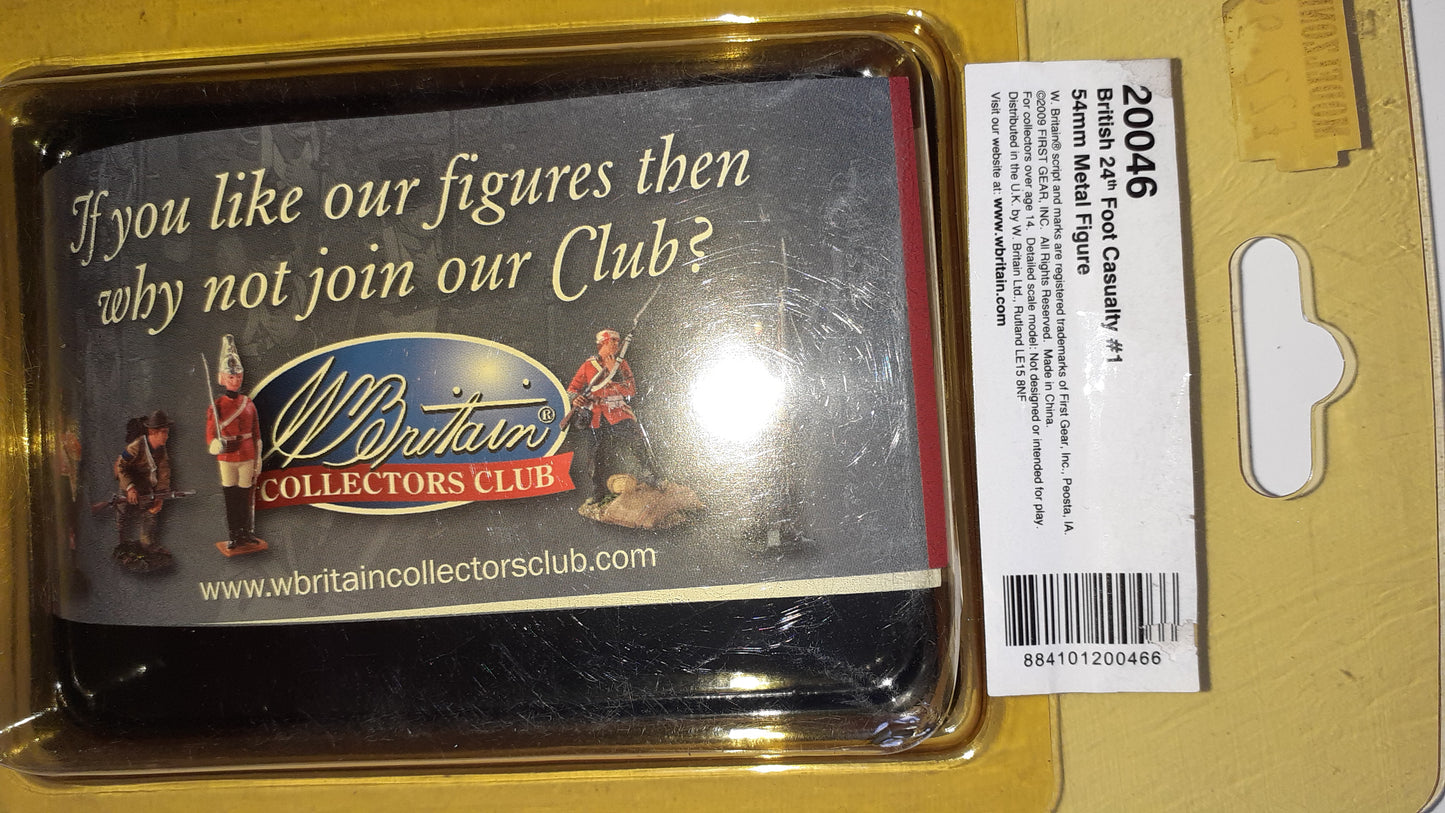 If you like our figures then
why not join our Club?
W Britain®
COLLECTORS CLUB
www.wbritaincollectorsclub.com
20046
British 24th Foot Casualty #1
54mm Metal Figure
W. Britain® script and marks are registered trademarks of First Gear, Inc., Peosta, IA.
©2009 FIRST GEAR, INC. All Rights Reserved. Made in China.
For collectors over age 14. Detailed scale model: Not designed or intended for play.
Distributed in the U.K. by W. Britain Ltd., Rutland LE15 8NF
Visit our website at: www.wbritain.com
884101200466